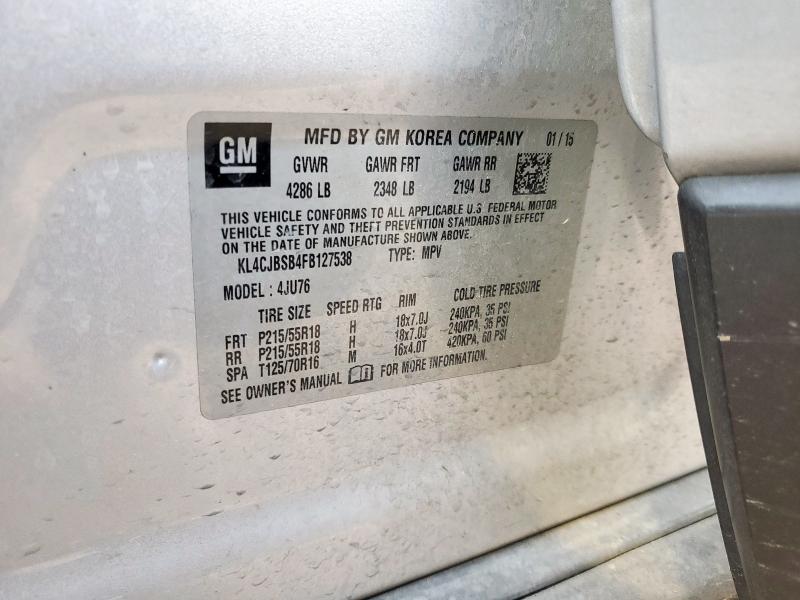 GM
MFD BY GM KOREA COMPANY 01/15
GVWR GAWR FRT GAWR RR
4286 LB 2348 LB 2194 LB
THIS VEHICLE CONFORMS TO ALL APPLICABLE U.S. FEDERAL MOTOR
VEHICLE SAFETY AND THEFT PREVENTION STANDARDS IN EFFECT
ON THE DATE OF MANUFACTURE SHOWN ABOVE.
KL4CJBSB4FB127538 TYPE: MPV
MODEL: 4JU76
TIRE SIZE SPEED RTG RIM COLD TIRE PRESSURE
FRT P215/55R18 H 18x7.0J 240KPA, 35 PSI
RR P215/55R18 H 18x7.0J 240KPA, 35 PSI
SPA T125/70R16 M 16x4.0T 420KPA, 60 PSI
SEE OWNER'S MANUAL FOR MORE INFORMATION.